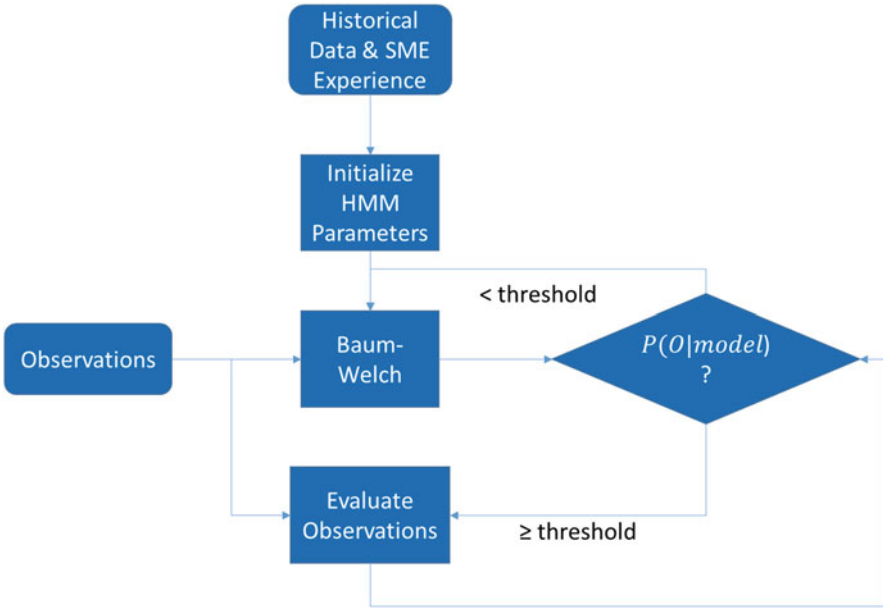 Historical
Data & SME
Experience
Initialize
HMM
Parameters
< threshold
Observations
Baum-
Welch
P(O|model)
?
Evaluate
Observations
≥ threshold